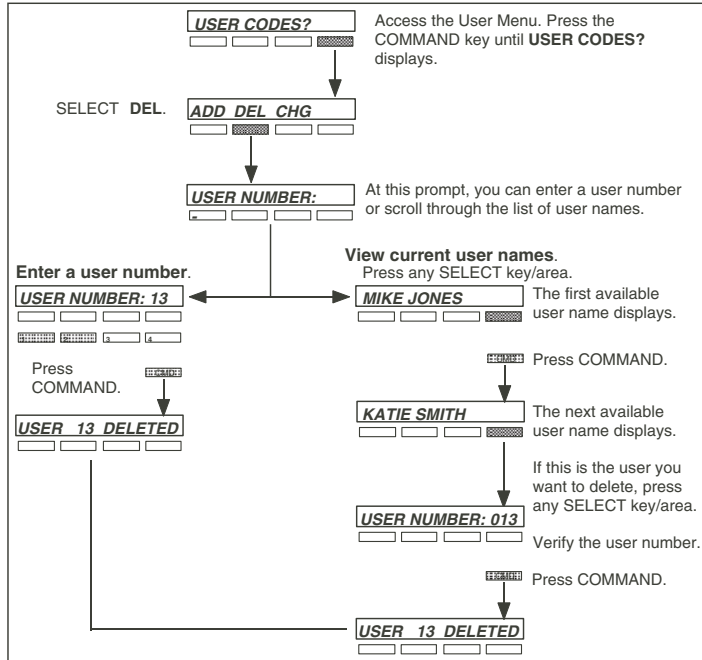 USER CODES?
Access the User Menu. Press the
COMMAND key until USER CODES?
displays.
SELECT DEL.
ADD DEL CHG
USER NUMBER:
At this prompt, you can enter a user number
or scroll through the list of user names.
Enter a user number.
USER NUMBER: 13
3 4
Press
COMMAND.
CMD
USER 13 DELETED
View current user names.
Press any SELECT key/area.
MIKE JONES
The first available
user name displays.
CMD
Press COMMAND.
KATIE SMITH
The next available
user name displays.
If this is the user you
want to delete, press
any SELECT key/area.
USER NUMBER: 013
Verify the user number.
CMD
Press COMMAND.
USER 13 DELETED